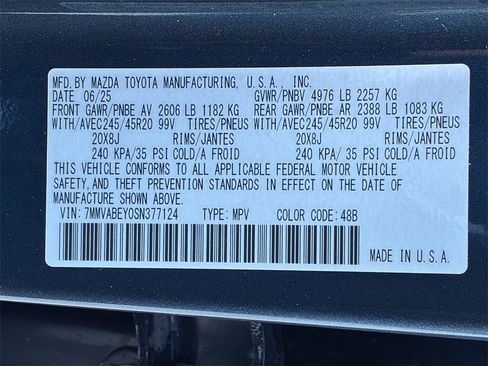 MFD. BY MAZDA TOYOTA MANUFACTURING, U.S.A., INC.
DATE 06/25 GVWR/PNBV 4976 LB 2257 KG
FRONT GAWR/PNBE AV 2606 LB 1182 KG REAR GAWR/PNBE AR 2388 LB 1083 KG
WITH/AVEC245/45R20 99V TIRES/PNEUS WITH/AVEC245/45R20 99V TIRES/PNEUS
20X8J RIMS/JANTES 20X8J RIMS/JANTES
240 KPA/ 35 PSI COLD/A FROID 240 KPA/ 35 PSI COLD/A FROID
THIS VEHICLE CONFORMS TO ALL APPLICABLE FEDERAL MOTOR VEHICLE
SAFETY, AND THEFT PREVENTION STANDARDS IN EFFECT ON THE DATE OF
MANUFACTURE SHOWN ABOVE.
VIN: 7MMVABEY0SN377124 TYPE: MPV COLOR CODE: 48B
MADE IN U.S.A.